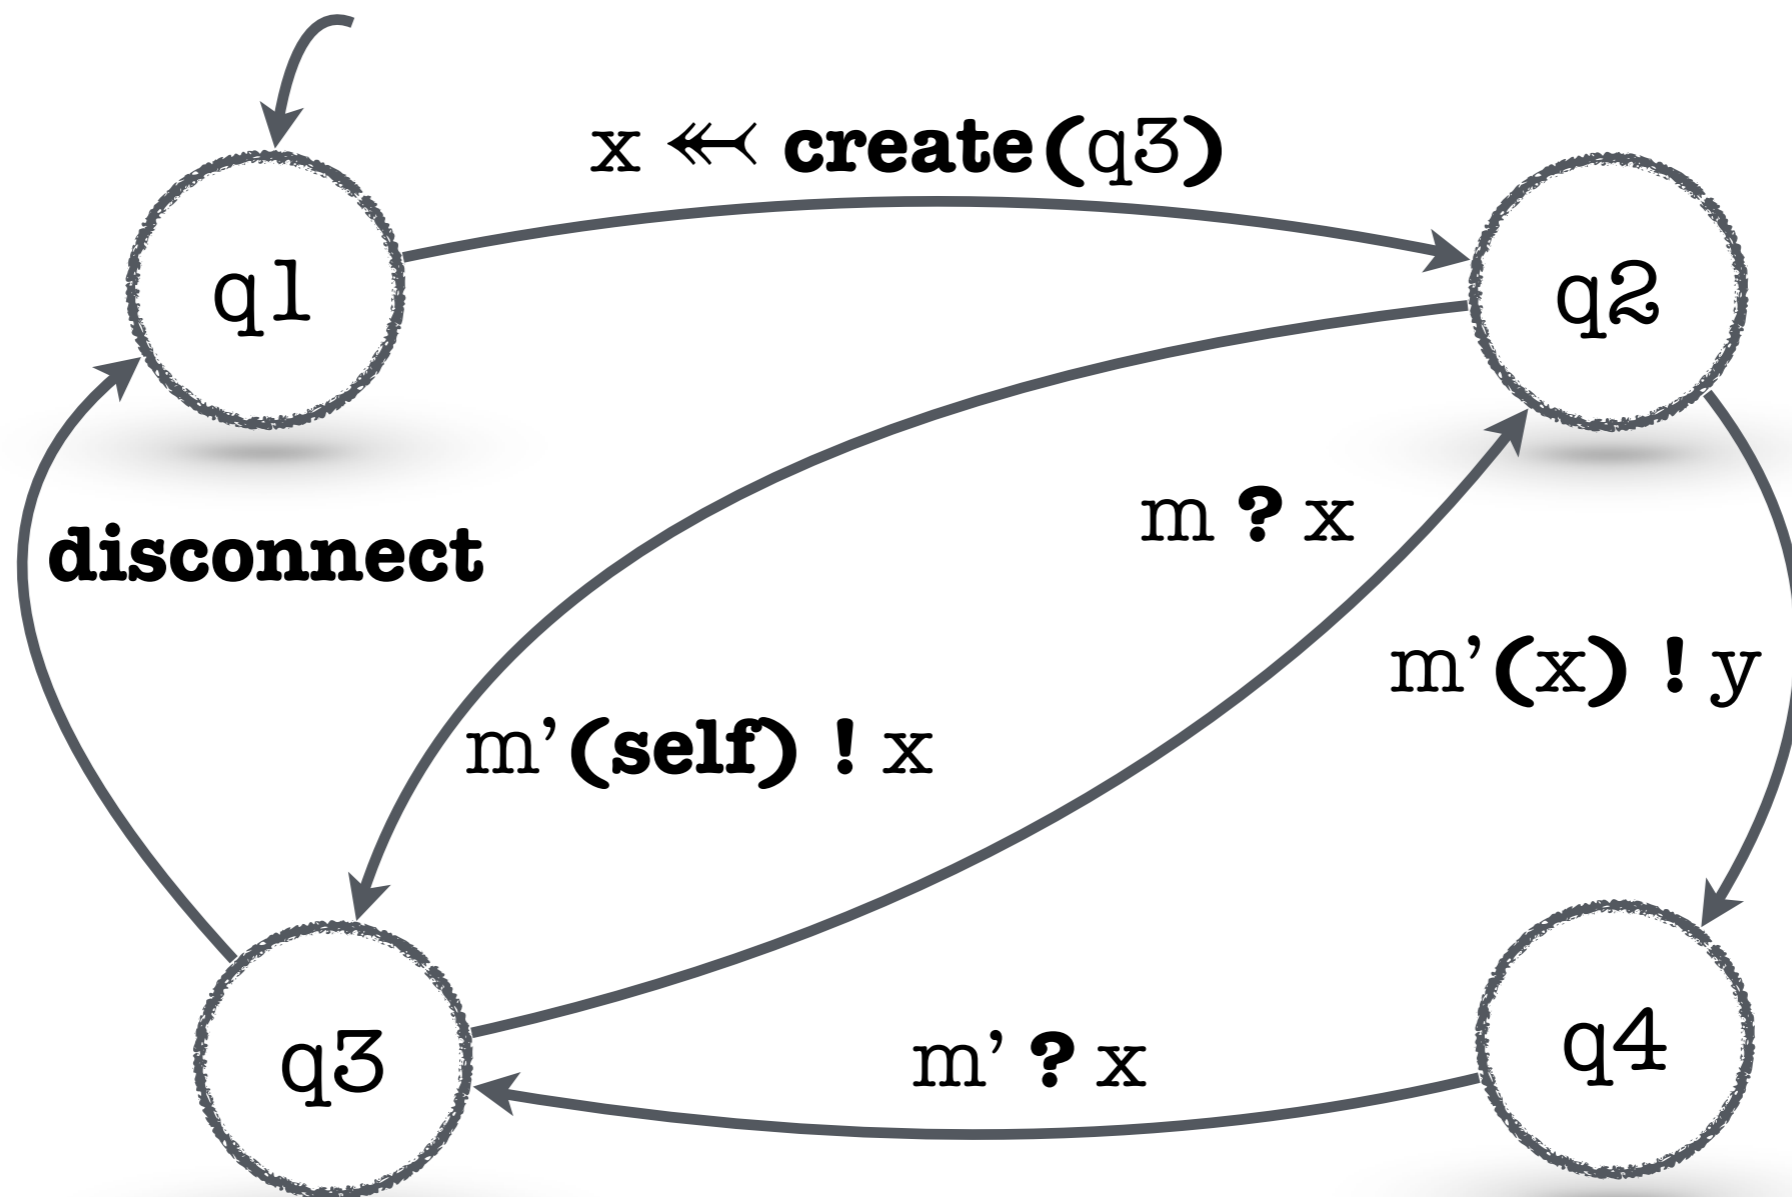 x ⤛ create(q3)
q1
q2
m ? x
disconnect
m’(x) ! y
m’(self) ! x
q3
m’ ? x
q4